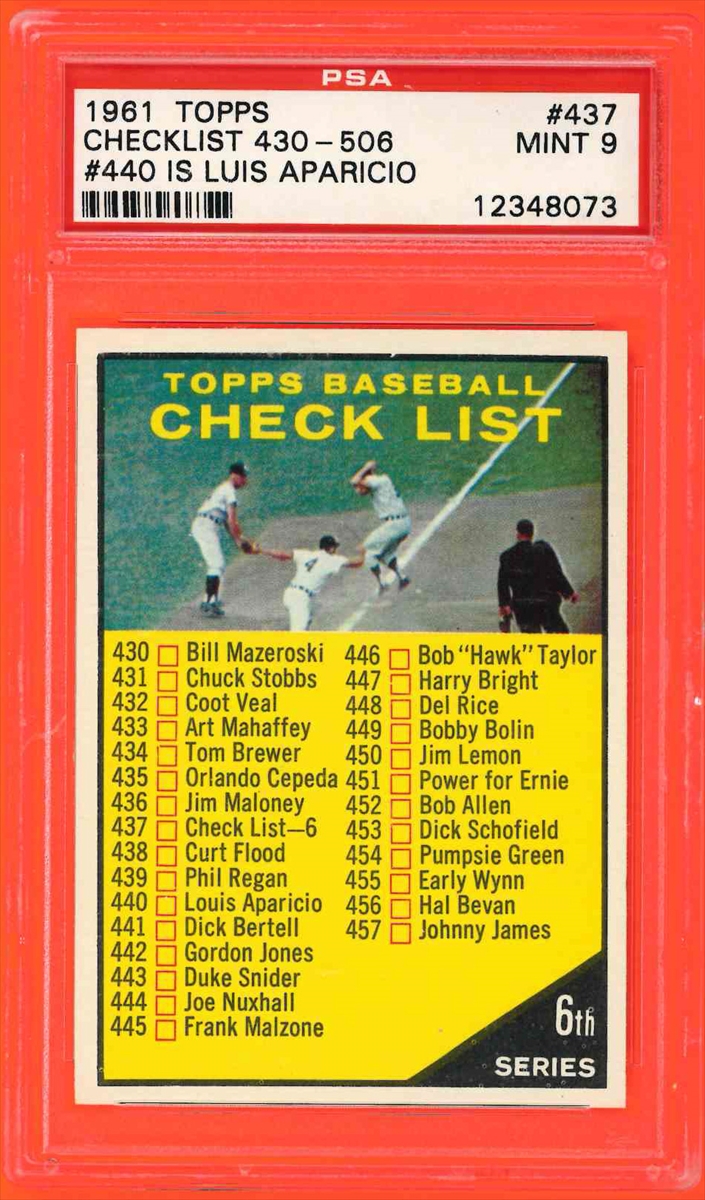 PSA
1961 TOPPS #437
CHECKLIST 430-506 MINT 9
#440 IS LUIS APARICIO
12348073
TOPPS BASEBALL
CHECK LIST
4
430 Bill Mazeroski
431 Chuck Stobbs
432 Coot Veal
433 Art Mahaffey
434 Tom Brewer
435 Orlando Cepeda
436 Jim Maloney
437 Check List—6
438 Curt Flood
439 Phil Regan
440 Louis Aparicio
441 Dick Bertell
442 Gordon Jones
443 Duke Snider
444 Joe Nuxhall
445 Frank Malzone
446 Bob "Hawk" Taylor
447 Harry Bright
448 Del Rice
449 Bobby Bolin
450 Jim Lemon
451 Power for Ernie
452 Bob Allen
453 Dick Schofield
454 Pumpsie Green
455 Early Wynn
456 Hal Bevan
457 Johnny James
6th
SERIES